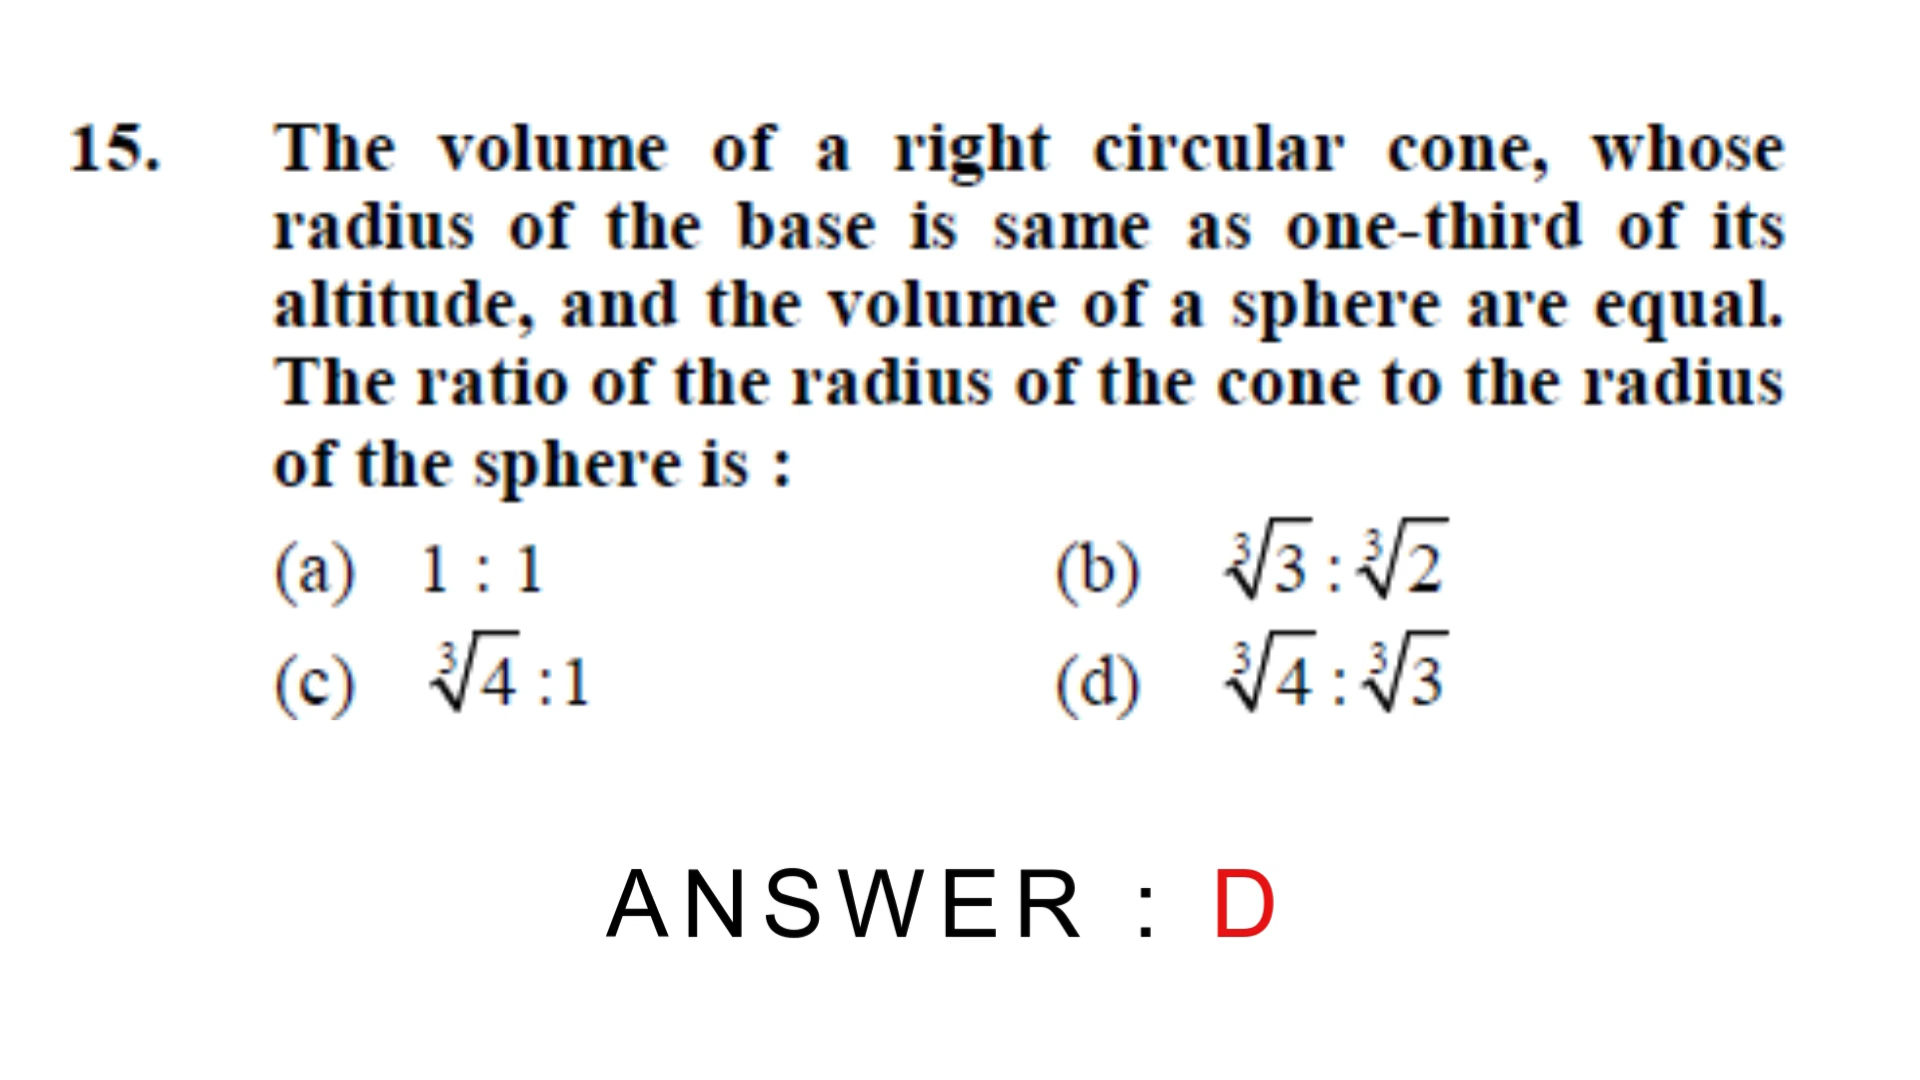 15. The volume of a right circular cone, whose
radius of the base is same as one-third of its
altitude, and the volume of a sphere are equal.
The ratio of the radius of the cone to the radius
of the sphere is :
(a) 1 : 1 (b) ∛3 : ∛2
(c) ∛4 : 1 (d) ∛4 : ∛3
ANSWER : D